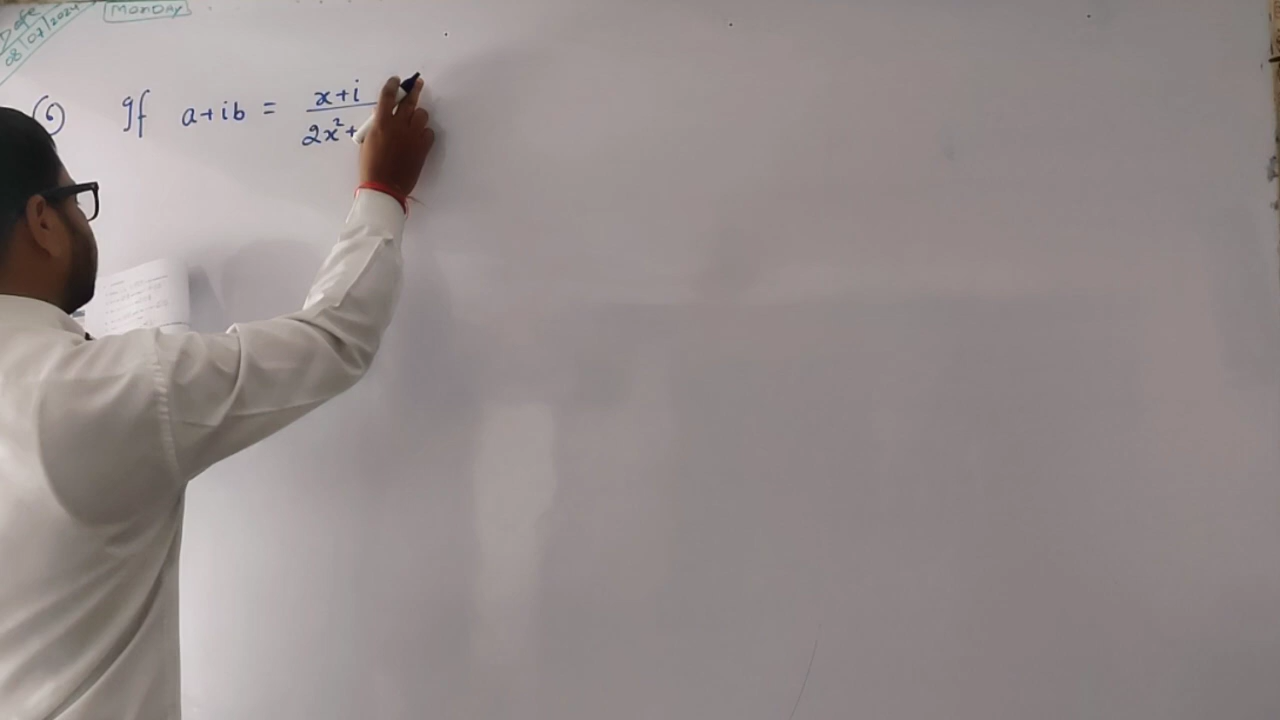 Date
08/07/2024
MONDAY
6 If a+ib = x+i
2x²+